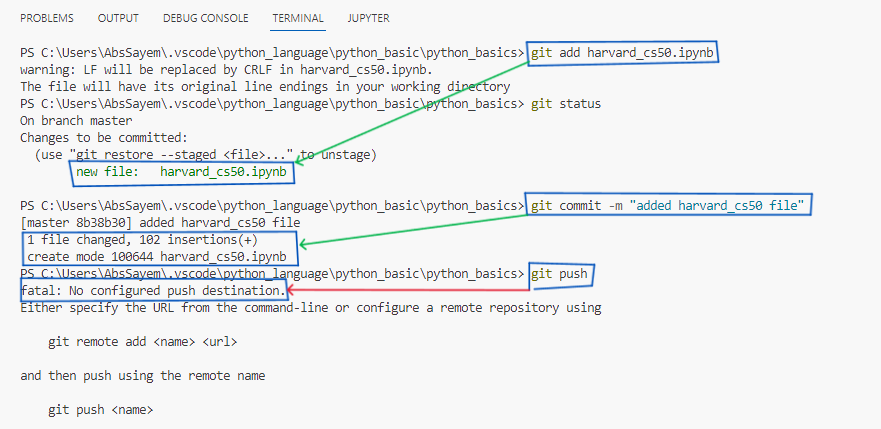 PROBLEMS OUTPUT DEBUG CONSOLE TERMINAL JUPYTER
PS C:\Users\AbsSayem\.vscode\python_language\python_basic\python_basics> git add harvard_cs50.ipynb
warning: LF will be replaced by CRLF in harvard_cs50.ipynb.
The file will have its original line endings in your working directory
PS C:\Users\AbsSayem\.vscode\python_language\python_basic\python_basics> git status
On branch master
Changes to be committed:
  (use "git restore --staged <file>..." to unstage)
        new file:   harvard_cs50.ipynb
PS C:\Users\AbsSayem\.vscode\python_language\python_basic\python_basics> git commit -m "added harvard_cs50 file"
[master 8b38b30] added harvard_cs50 file
 1 file changed, 102 insertions(+)
 create mode 100644 harvard_cs50.ipynb
PS C:\Users\AbsSayem\.vscode\python_language\python_basic\python_basics> git push
fatal: No configured push destination.
Either specify the URL from the command-line or configure a remote repository using
    git remote add <name> <url>
and then push using the remote name
    git push <name>